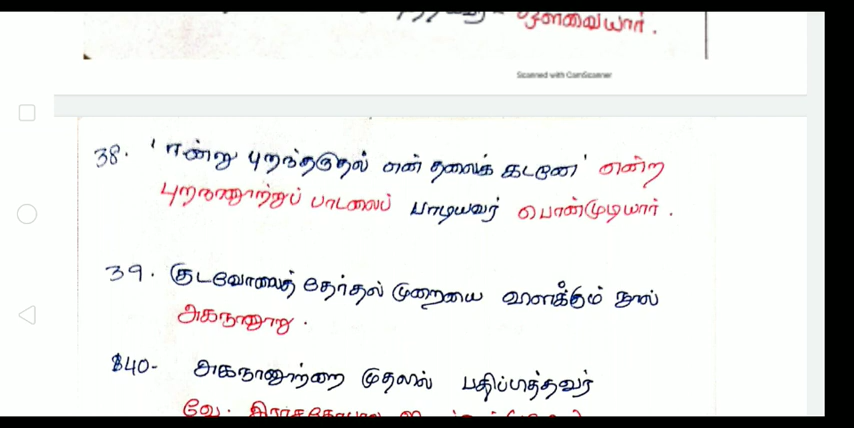 ஔவையார்.
Scanned with CamScanner
38. 'ஈன்று புறந்தருதல் என் தலைக் கடனே' என்ற
புறநானூற்றுப் பாடலைப் பாடியவர் பொன்முடியார்.
39. குடவோலைத் தேர்தல் முறையை விளக்கும் நூல்
அகநானூறு.
40- அகநானூற்றை முதலில் பதிப்பித்தவர்
வே.